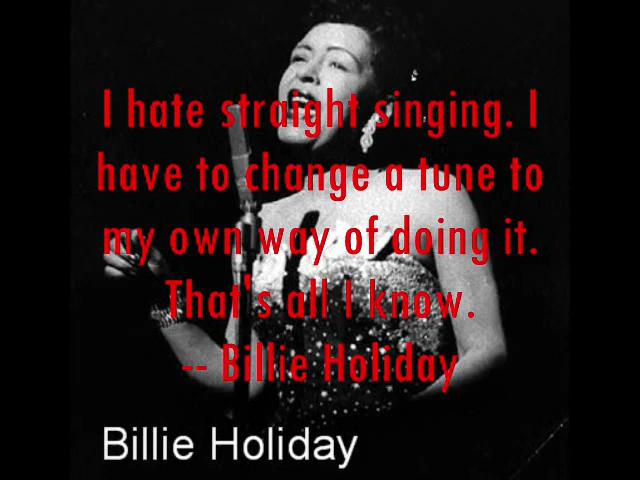 I hate straight singing. I
have to change a tune to
my own way of doing it.
That's all I know.
-- Billie Holiday
Billie Holiday